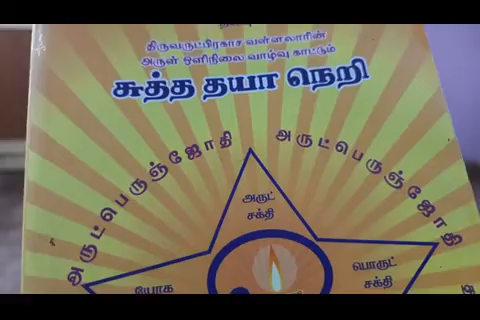 திருவருட்பிரகாச வள்ளலாரின்
அருள் ஒளிநிலை வாழ்வு காட்டும்
சுத்த தயா நெறி
அருட்பெருஞ்ஜோதி
அருட்பெருஞ்ஜோதி
அருட்
சக்தி
பொருட்
சக்தி
யோக